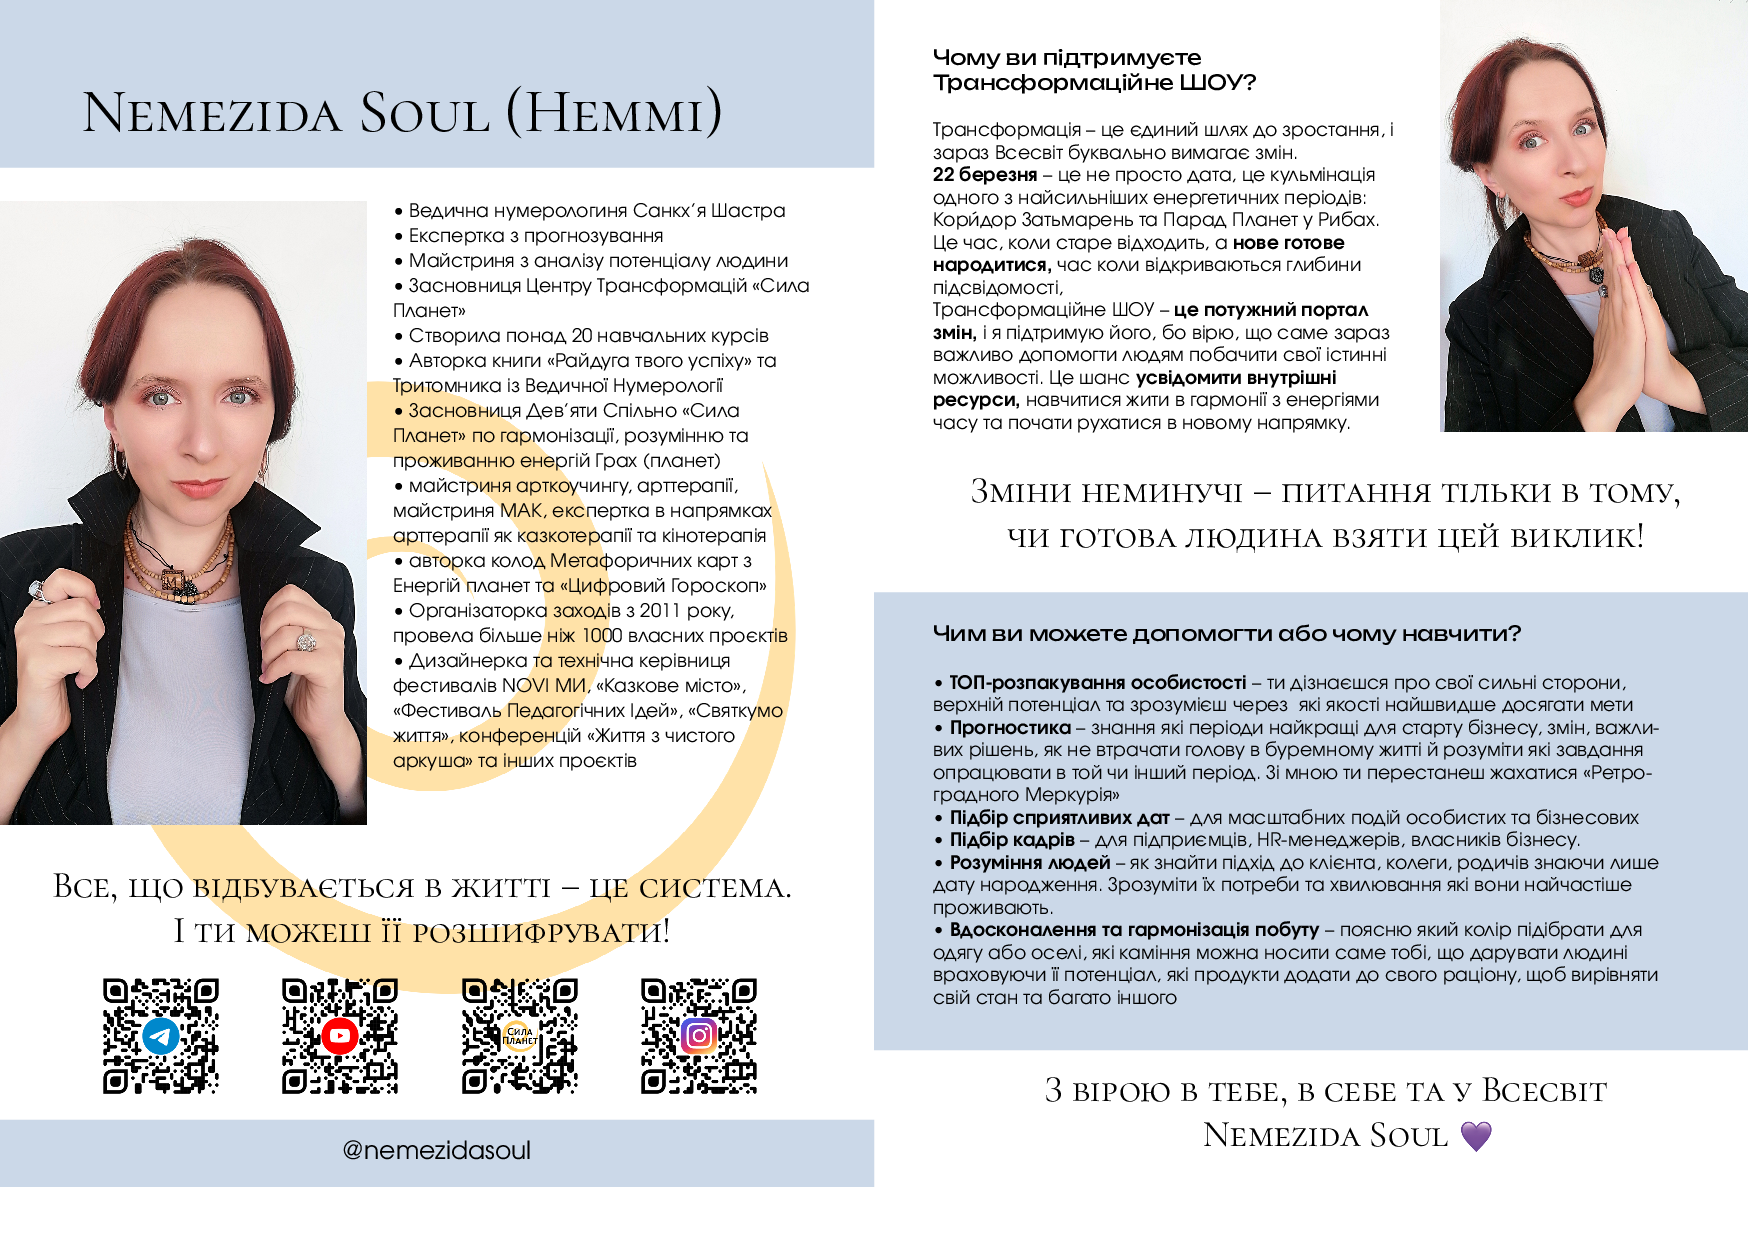 Nemezida Soul (Неммі)
• Ведична нумерологиня Санкх’я Шастра
• Експертка з прогнозування
• Майстриня з аналізу потенціалу людини
• Засновниця Центру Трансформацій «Сила
Планет»
• Створила понад 20 навчальних курсів
• Авторка книги «Райдуга твого успіху» та
Тритомника із Ведичної Нумерології
• Засновниця Дев’яти Спільно «Сила
Планет» по гармонізації, розумінню та
проживанню енергій Грах (планет)
• майстриня арткоучингу, арттерапії,
майстриня МАК, експертка в напрямках
арттерапії як казкотерапії та кінотерапія
• авторка колод Метафоричних карт з
Енергій планет та «Цифровий Гороскоп»
• Організаторка заходів з 2011 року,
провела більше ніж 1000 власних проєктів
• Дизайнерка та технічна керівниця
фестивалів NOVI МИ, «Казкове місто»,
«Фестиваль Педагогічних Ідей», «Святкумо
життя», конференцій «Життя з чистого
аркуша» та інших проєктів
Все, що відбувається в житті – це система.
І ти можеш її розшифрувати!
Сила
Планет
@nemezidasoul
Чому ви підтримуєте
Трансформаційне ШОУ?
Трансформація – це єдиний шлях до зростання, і
зараз Всесвіт буквально вимагає змін.
22 березня – це не просто дата, це кульмінація
одного з найсильніших енергетичних періодів:
Кори́дор Затьмарень та Парад Планет у Рибах.
Це час, коли старе відходить, а нове готове
народитися, час коли відкриваються глибини
підсвідомості,
Трансформаційне ШОУ – це потужний портал
змін, і я підтримую його, бо вірю, що саме зараз
важливо допомогти людям побачити свої істинні
можливості. Це шанс усвідомити внутрішні
ресурси, навчитися жити в гармонії з енергіями
часу та почати рухатися в новому напрямку.
Зміни неминучі – питання тільки в тому,
чи готова людина взяти цей виклик!
Чим ви можете допомогти або чому навчити?
• ТОП-розпакування особистості – ти дізнаєшся про свої сильні сторони,
верхній потенціал та зрозумієш через  які якості найшвидше досягати мети
• Прогностика – знання які періоди найкращі для старту бізнесу, змін, важли-
вих рішень, як не втрачати голову в буремному житті й розуміти які завдання
опрацювати в той чи інший період. Зі мною ти перестанеш жахатися «Ретро-
градного Меркурія»
• Підбір сприятливих дат – для масштабних подій особистих та бізнесових
• Підбір кадрів – для підприємців, HR-менеджерів, власників бізнесу.
• Розуміння людей – як знайти підхід до клієнта, колеги, родичів знаючи лише
дату народження. Зрозуміти їх потреби та хвилювання які вони найчастіше
проживають.
• Вдосконалення та гармонізація побуту – поясню який колір підібрати для
одягу або оселі, які каміння можна носити саме тобі, що дарувати людині
враховуючи її потенціал, які продукти додати до свого раціону, щоб вирівняти
свій стан та багато іншого
З вірою в тебе, в себе та у Всесвіт
Nemezida Soul 💜